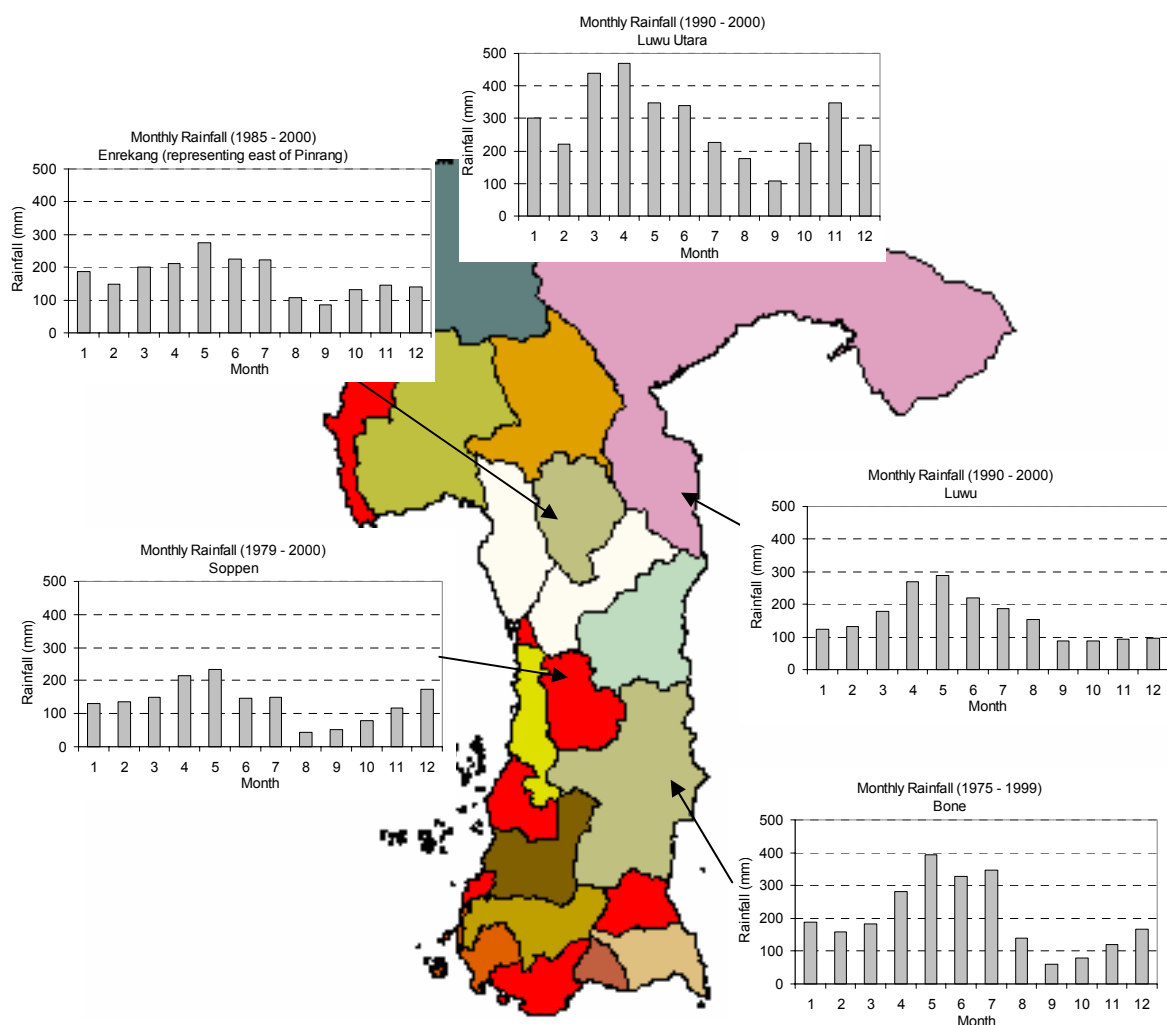 Monthly Rainfall (1990 - 2000)
Luwu Utara
500
400
300
200
100
0
Rainfall (mm)
1 2 3 4 5 6 7 8 9 10 11 12
Month
Monthly Rainfall (1985 - 2000)
Enrekang (representing east of Pinrang)
500
400
300
200
100
0
Rainfall (mm)
1 2 3 4 5 6 7 8 9 10 11 12
Month
Monthly Rainfall (1990 - 2000)
Luwu
500
400
300
200
100
0
Rainfall (mm)
1 2 3 4 5 6 7 8 9 10 11 12
Month
Monthly Rainfall (1979 - 2000)
Soppen
500
400
300
200
100
0
Rainfall (mm)
1 2 3 4 5 6 7 8 9 10 11 12
Month
Monthly Rainfall (1975 - 1999)
Bone
500
400
300
200
100
0
Rainfall (mm)
1 2 3 4 5 6 7 8 9 10 11 12
Month